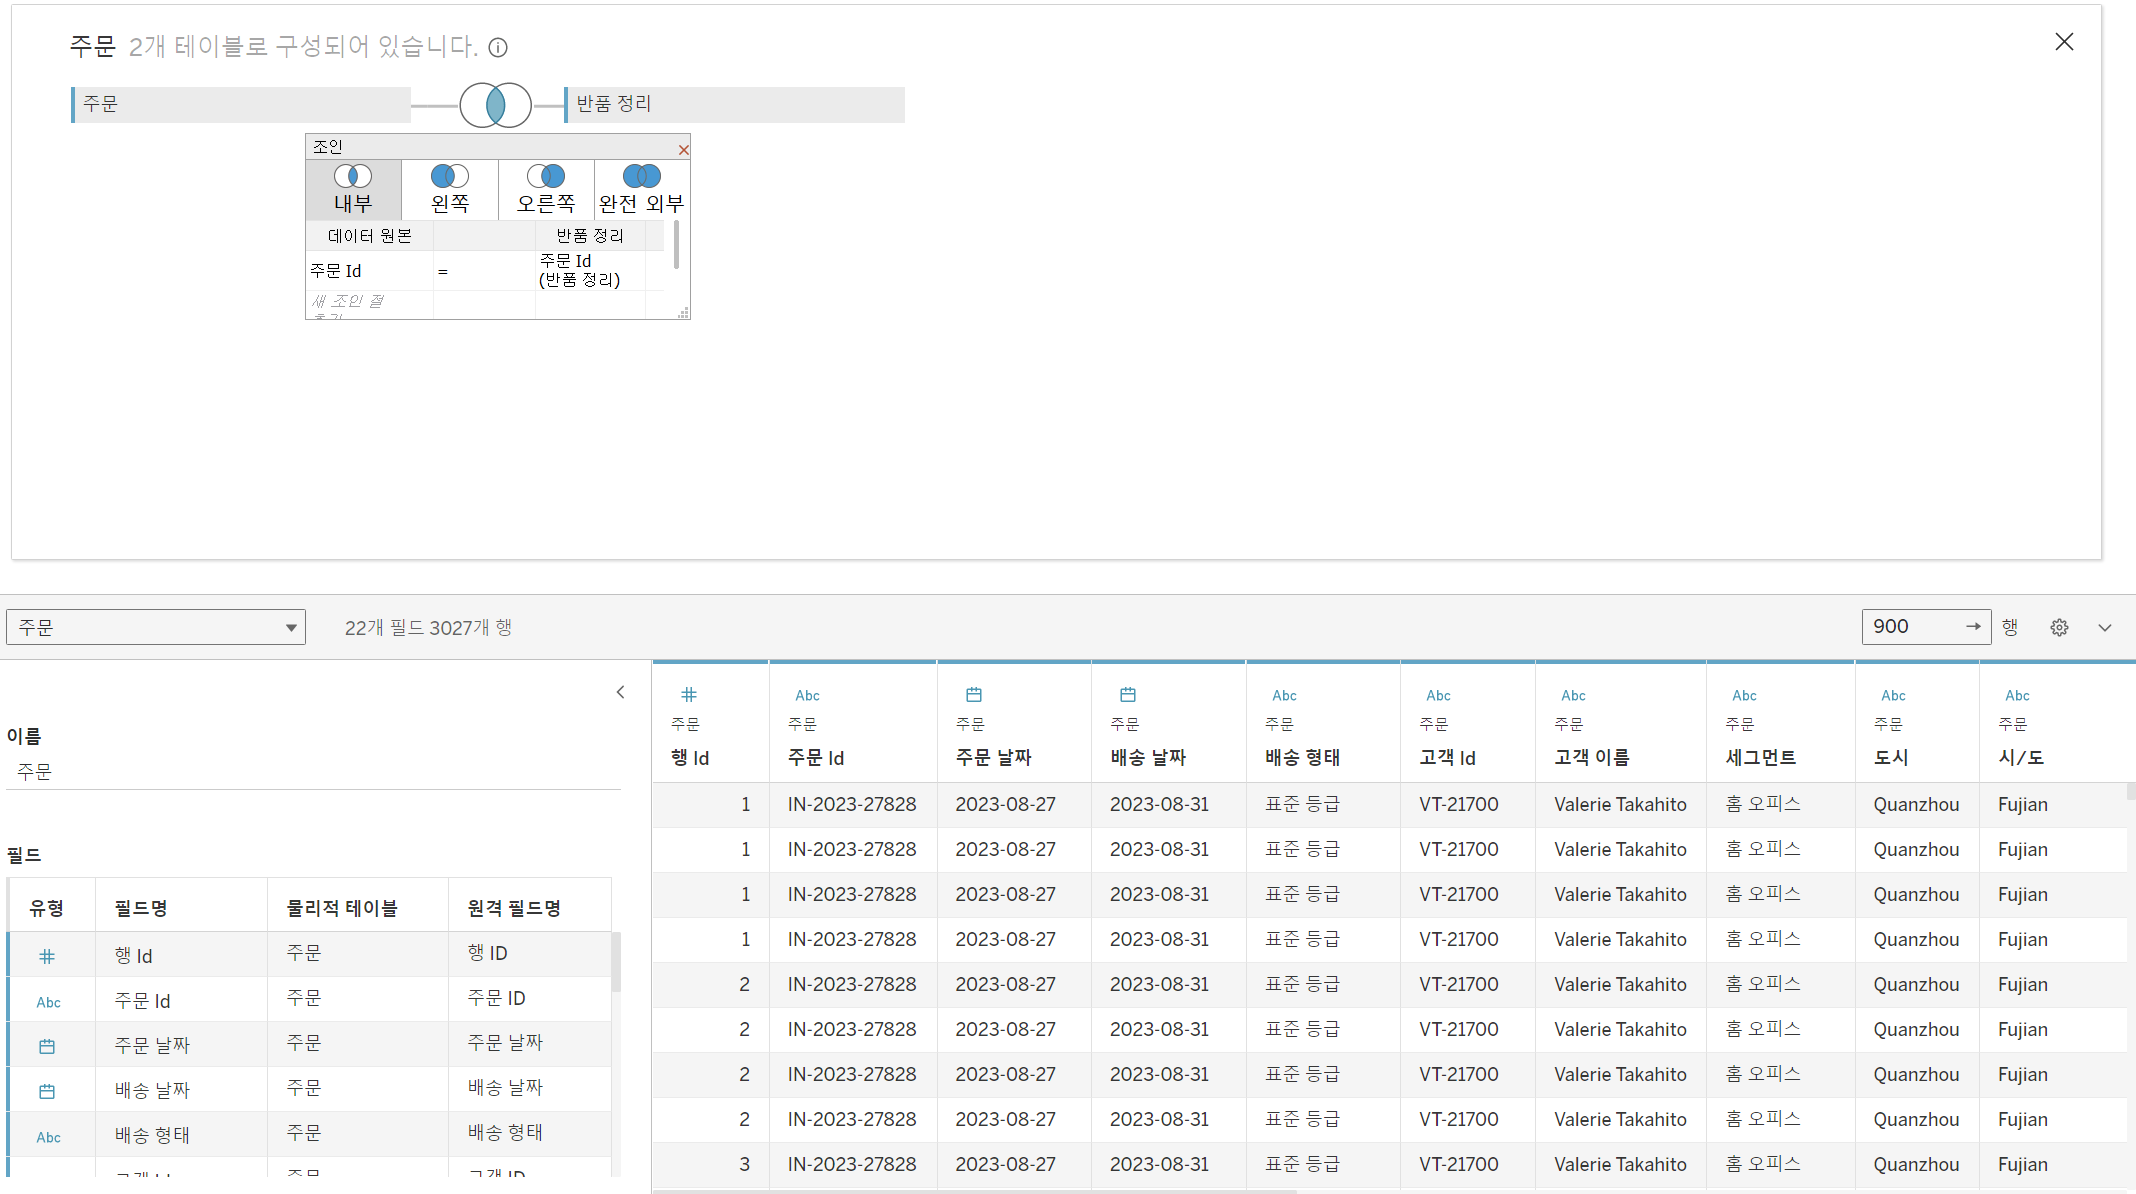 주문 2개 테이블로 구성되어 있습니다.
주문 반품 정리
조인
내부 왼쪽 오른쪽 완전 외부
데이터 원본 반품 정리
주문 Id = 주문 Id
(반품 정리)
새 조인 절
주문 22개 필드 3027개 행 900 → 행
이름
주문
필드
유형 필드명 물리적 테이블 원격 필드명
# 행 Id 주문 행 ID
Abc 주문 Id 주문 주문 ID
주문 날짜 주문 주문 날짜
배송 날짜 주문 배송 날짜
Abc 배송 형태 주문 배송 형태
# Abc Abc Abc Abc Abc Abc Abc
주문 주문 주문 주문 주문 주문 주문 주문 주문 주문
행 Id 주문 Id 주문 날짜 배송 날짜 배송 형태 고객 Id 고객 이름 세그먼트 도시 시/도
1 IN-2023-27828 2023-08-27 2023-08-31 표준 등급 VT-21700 Valerie Takahito 홈 오피스 Quanzhou Fujian
1 IN-2023-27828 2023-08-27 2023-08-31 표준 등급 VT-21700 Valerie Takahito 홈 오피스 Quanzhou Fujian
1 IN-2023-27828 2023-08-27 2023-08-31 표준 등급 VT-21700 Valerie Takahito 홈 오피스 Quanzhou Fujian
1 IN-2023-27828 2023-08-27 2023-08-31 표준 등급 VT-21700 Valerie Takahito 홈 오피스 Quanzhou Fujian
2 IN-2023-27828 2023-08-27 2023-08-31 표준 등급 VT-21700 Valerie Takahito 홈 오피스 Quanzhou Fujian
2 IN-2023-27828 2023-08-27 2023-08-31 표준 등급 VT-21700 Valerie Takahito 홈 오피스 Quanzhou Fujian
2 IN-2023-27828 2023-08-27 2023-08-31 표준 등급 VT-21700 Valerie Takahito 홈 오피스 Quanzhou Fujian
2 IN-2023-27828 2023-08-27 2023-08-31 표준 등급 VT-21700 Valerie Takahito 홈 오피스 Quanzhou Fujian
3 IN-2023-27828 2023-08-27 2023-08-31 표준 등급 VT-21700 Valerie Takahito 홈 오피스 Quanzhou Fujian